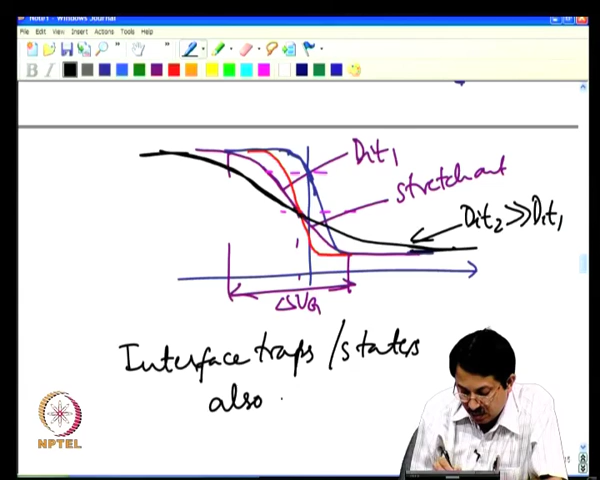 Note1 - Windows Journal
File Edit View Insert Actions Tools Help
B I
Dit1
stretchout
Dit2 >> Dit1
ΔVG
Interface traps / states
also
NPTEL